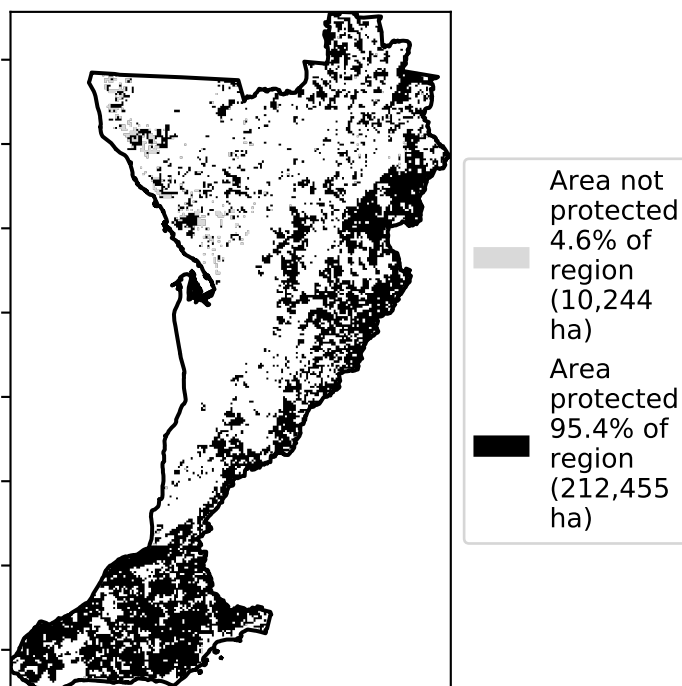 Area not
protected
4.6% of
region
(10,244
ha)
Area
protected
95.4% of
region
(212,455
ha)